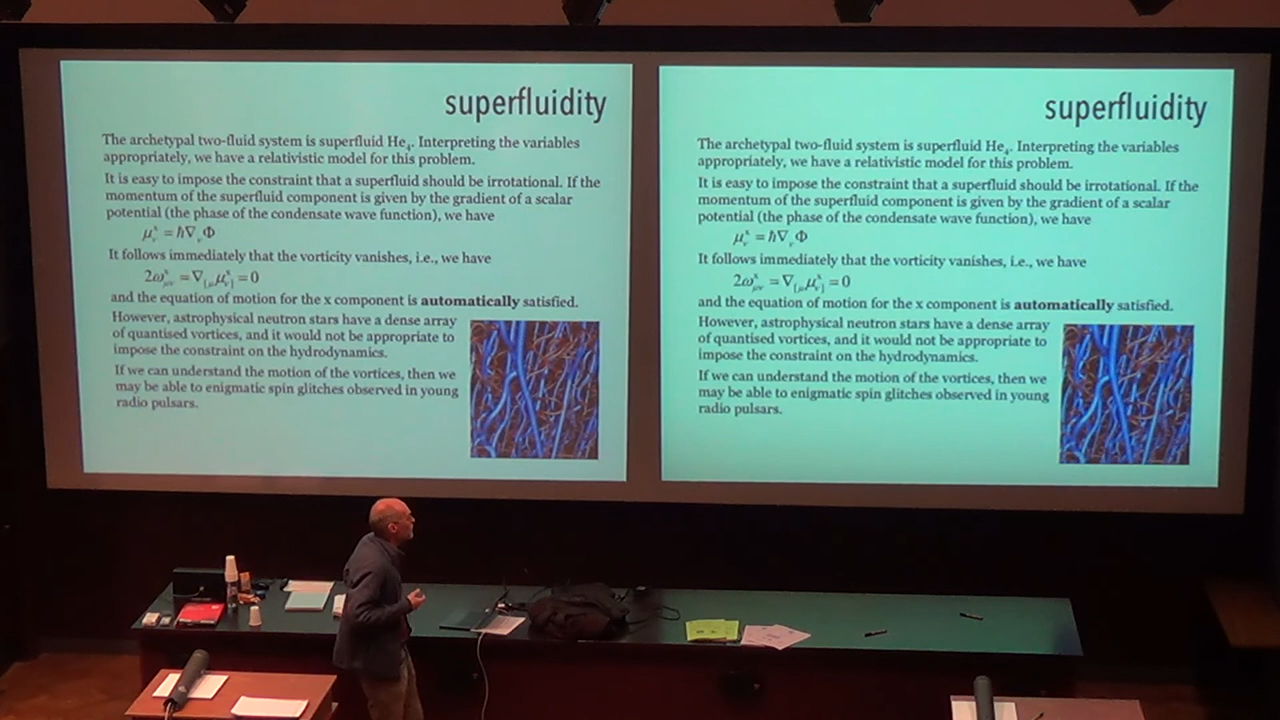 superfluidity
The archetypal two-fluid system is superfluid He₄. Interpreting the variables
appropriately, we have a relativistic model for this problem.
It is easy to impose the constraint that a superfluid should be irrotational. If the
momentum of the superfluid component is given by the gradient of a scalar
potential (the phase of the condensate wave function), we have
μᵥˣ = ℏ∇ᵥΦ
It follows immediately that the vorticity vanishes, i.e., we have
2ωˣ_μν = ∇_[μ μˣ_ν] = 0
and the equation of motion for the x component is automatically satisfied.
However, astrophysical neutron stars have a dense array
of quantised vortices, and it would not be appropriate to
impose the constraint on the hydrodynamics.
If we can understand the motion of the vortices, then we
may be able to enigmatic spin glitches observed in young
radio pulsars.
superfluidity
The archetypal two-fluid system is superfluid He₄. Interpreting the variables
appropriately, we have a relativistic model for this problem.
It is easy to impose the constraint that a superfluid should be irrotational. If the
momentum of the superfluid component is given by the gradient of a scalar
potential (the phase of the condensate wave function), we have
μᵥˣ = ℏ∇ᵥΦ
It follows immediately that the vorticity vanishes, i.e., we have
2ωˣ_μν = ∇_[μ μˣ_ν] = 0
and the equation of motion for the x component is automatically satisfied.
However, astrophysical neutron stars have a dense array
of quantised vortices, and it would not be appropriate to
impose the constraint on the hydrodynamics.
If we can understand the motion of the vortices, then we
may be able to enigmatic spin glitches observed in young
radio pulsars.